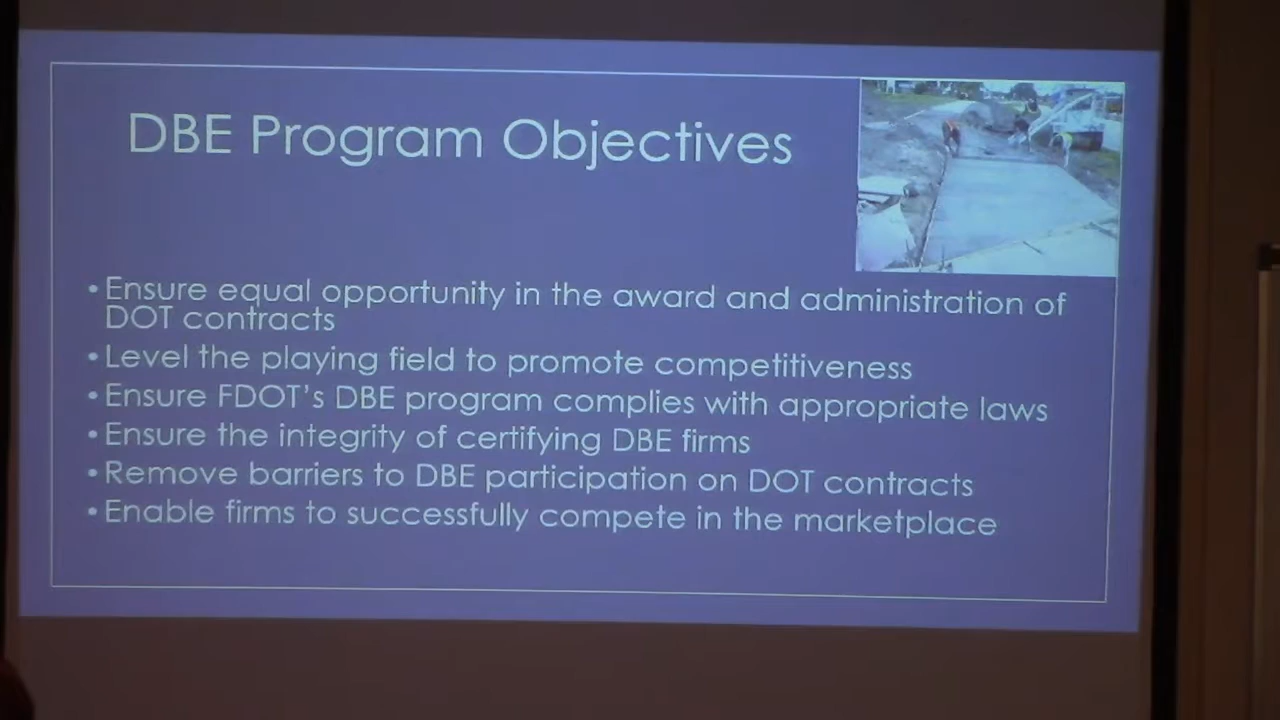 DBE Program Objectives
• Ensure equal opportunity in the award and administration of
DOT contracts
• Level the playing field to promote competitiveness
• Ensure FDOT's DBE program complies with appropriate laws
• Ensure the integrity of certifying DBE firms
• Remove barriers to DBE participation on DOT contracts
• Enable firms to successfully compete in the marketplace